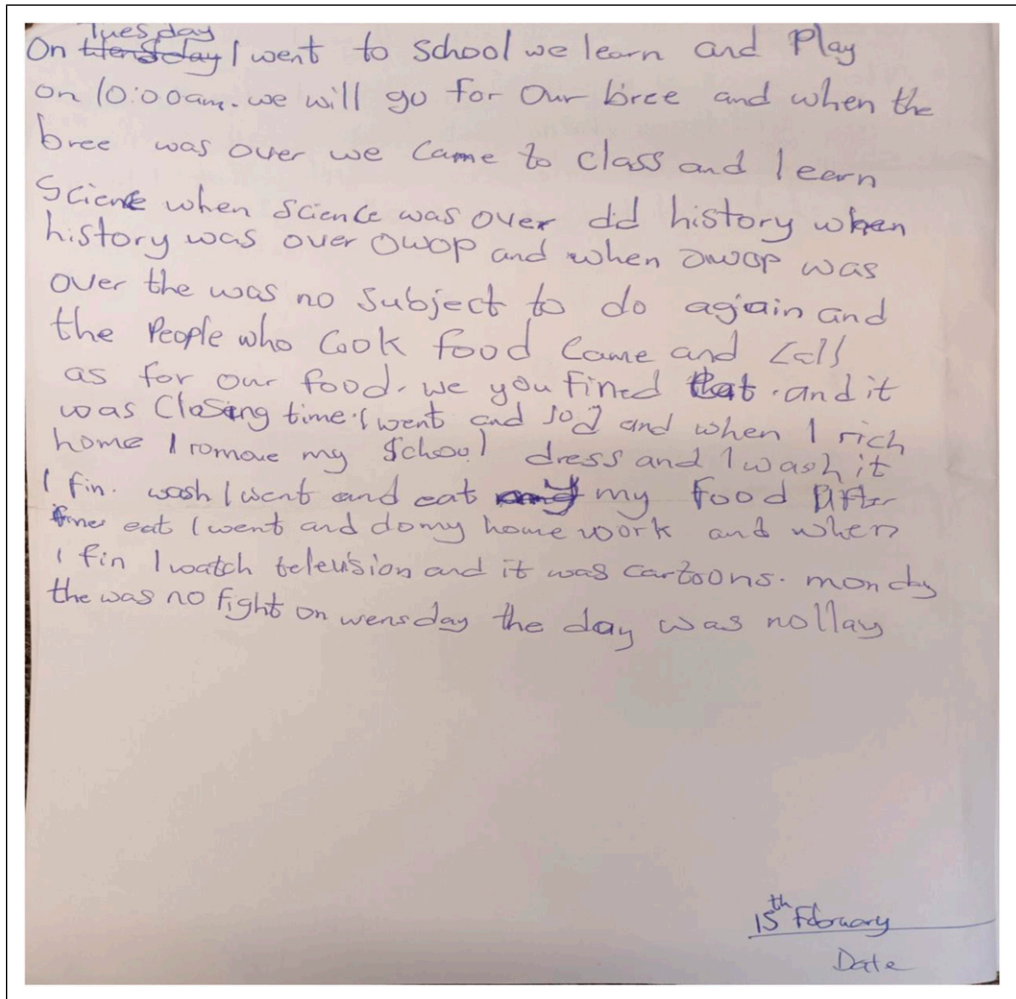 Tuesday
On I went to school we learn and Play
on 10:00am. we will go for our bree and when the
bree was over we came to class and learn
Science when science was over did history when
history was over OWOP and when OWOP was
over the was no subject to do agiain and
the People who Cook food came and Call
as for our food. we you fined that. and it
was Closing time. I went and and when I rich
home I romove my School dress and I wash it
I fin. wash I went and eat my food After
eat I went and do my home work and when
I fin I watch television and it was cartoons. monday
the was no fight on wensday the day was
15th February
Date